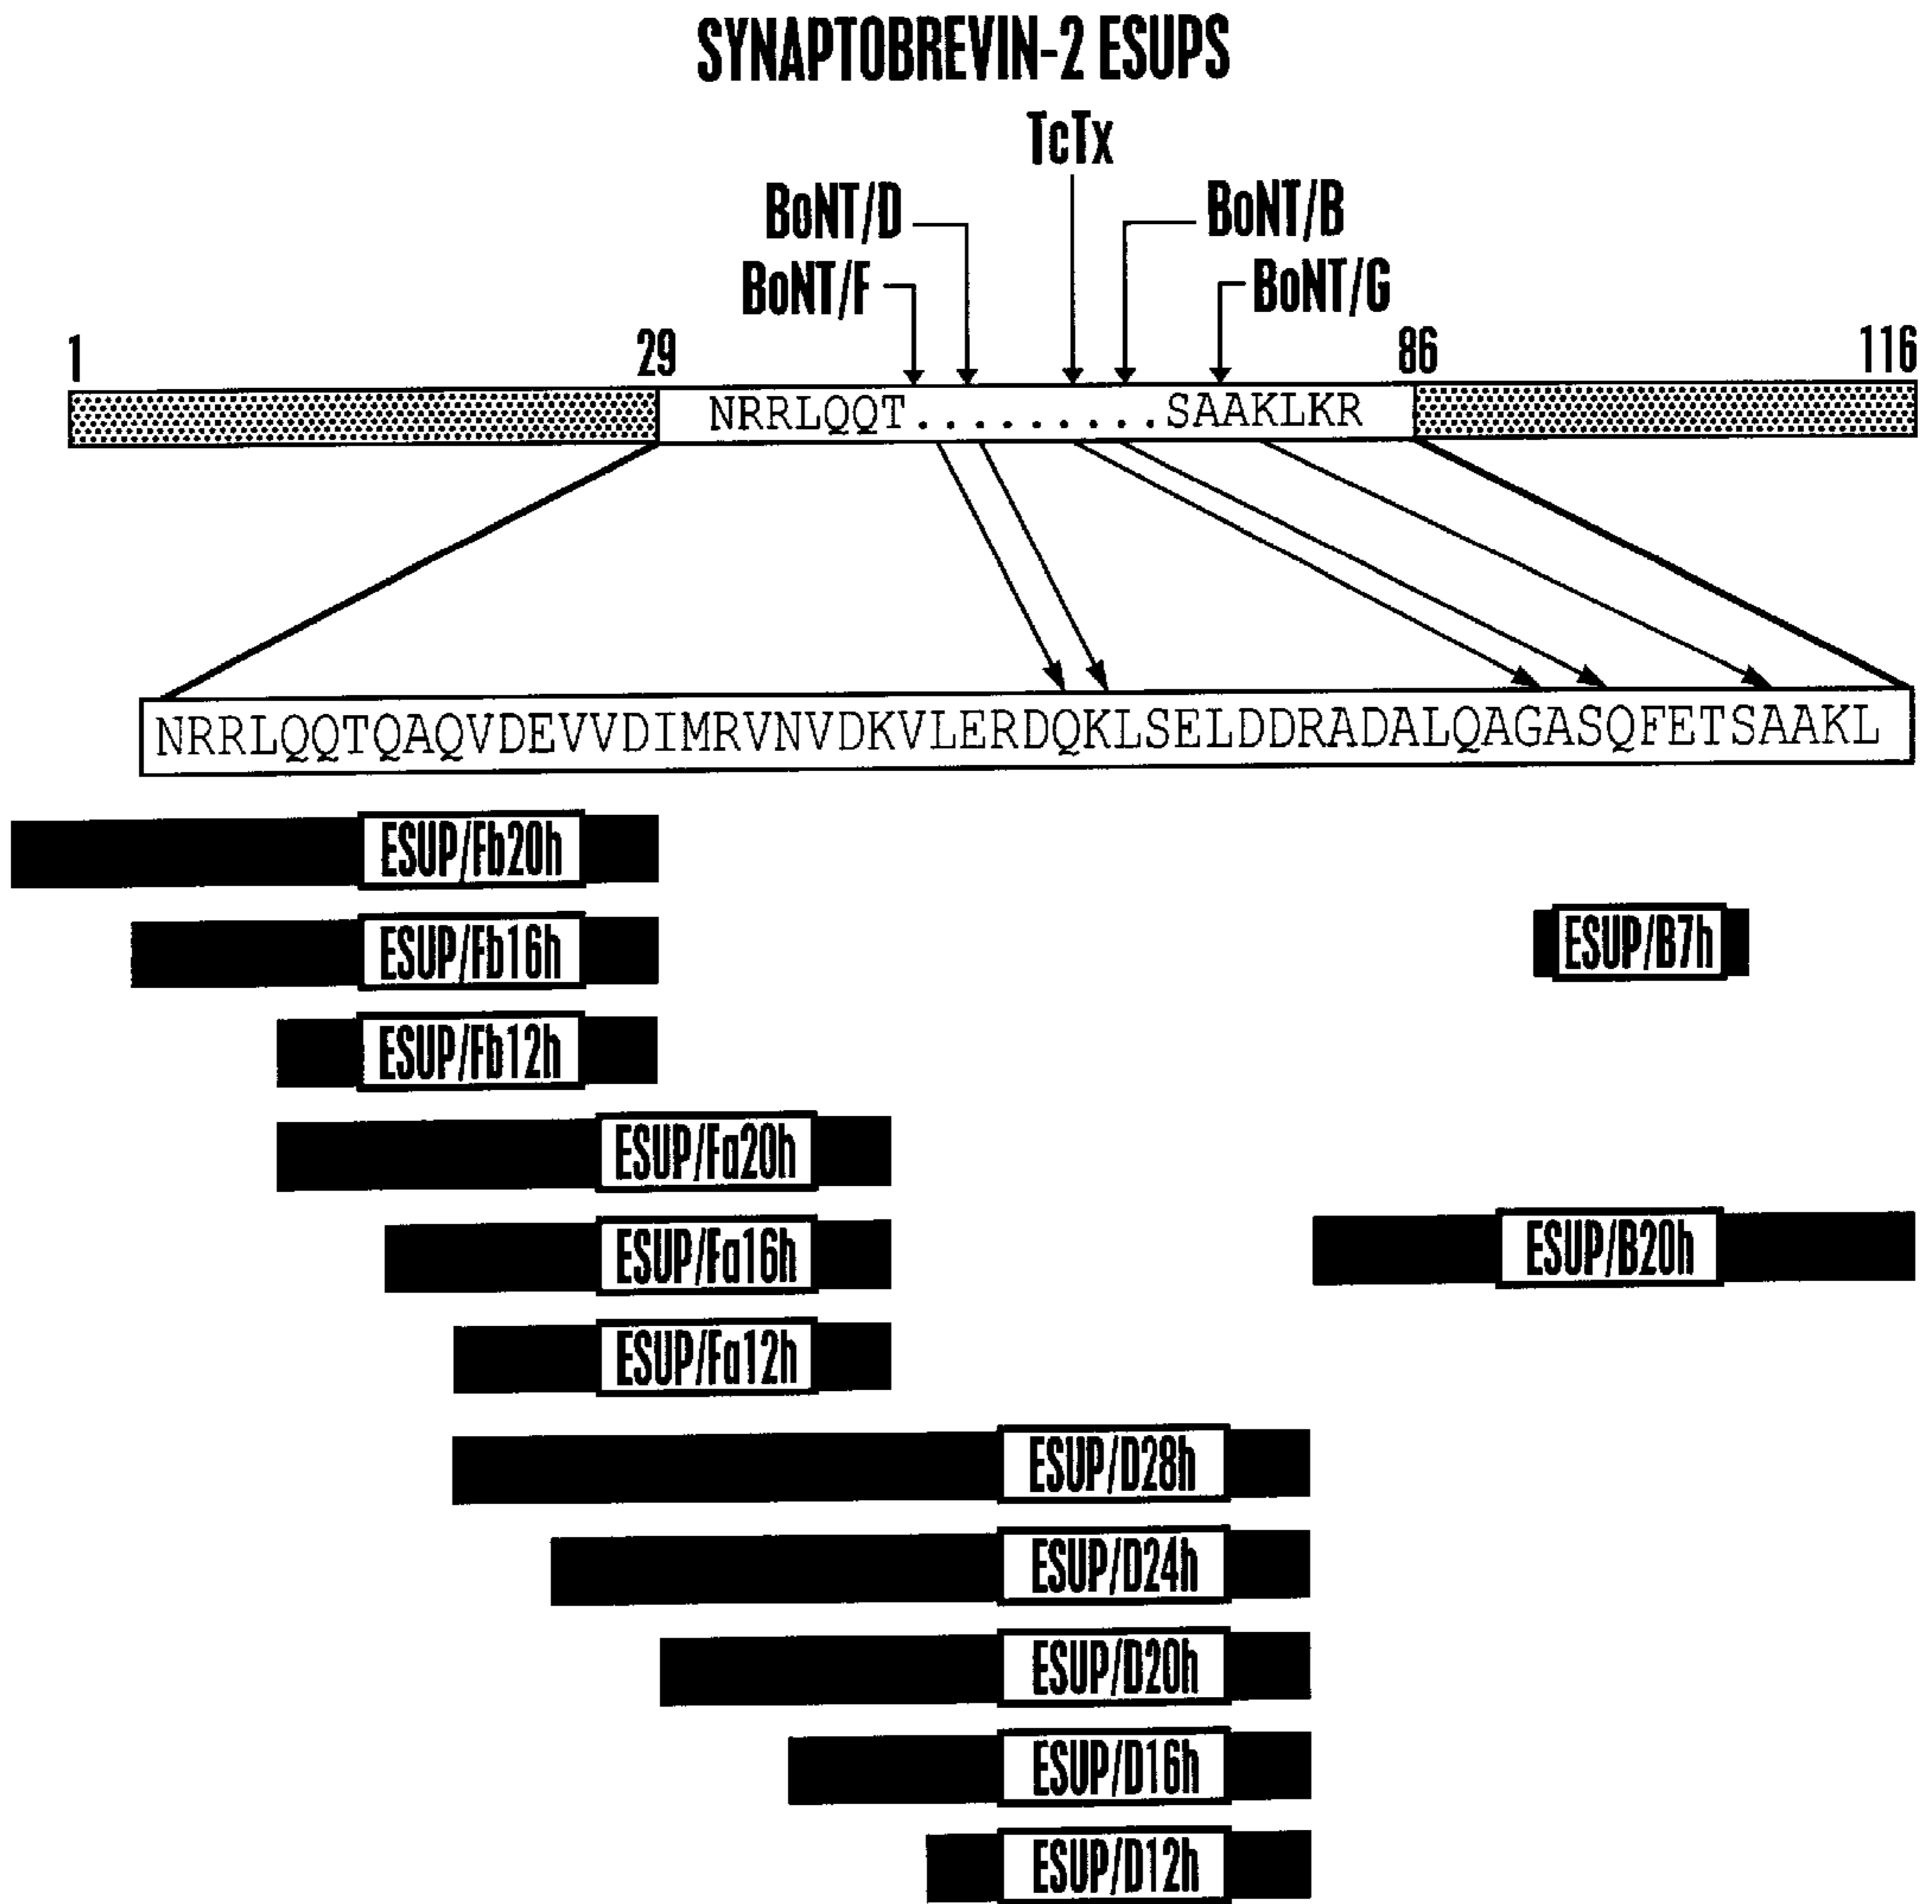 SYNAPTOBREVIN-2 ESUPS
TcTx
BoNT/D
BoNT/B
BoNT/F
BoNT/G
1
29
86
116
NRRLQQT.........SAAKLKR
NRRLQQTQAQVDEVVDIMRVNVDKVLERDQKLSELDDRADALQAGASQFETSAAKL
ESUP/Fb20h
ESUP/Fb16h
ESUP/B7h
ESUP/Fb12h
ESUP/Fa20h
ESUP/Fa16h
ESUP/B20h
ESUP/Fa12h
ESUP/D28h
ESUP/D24h
ESUP/D20h
ESUP/D16h
ESUP/D12h